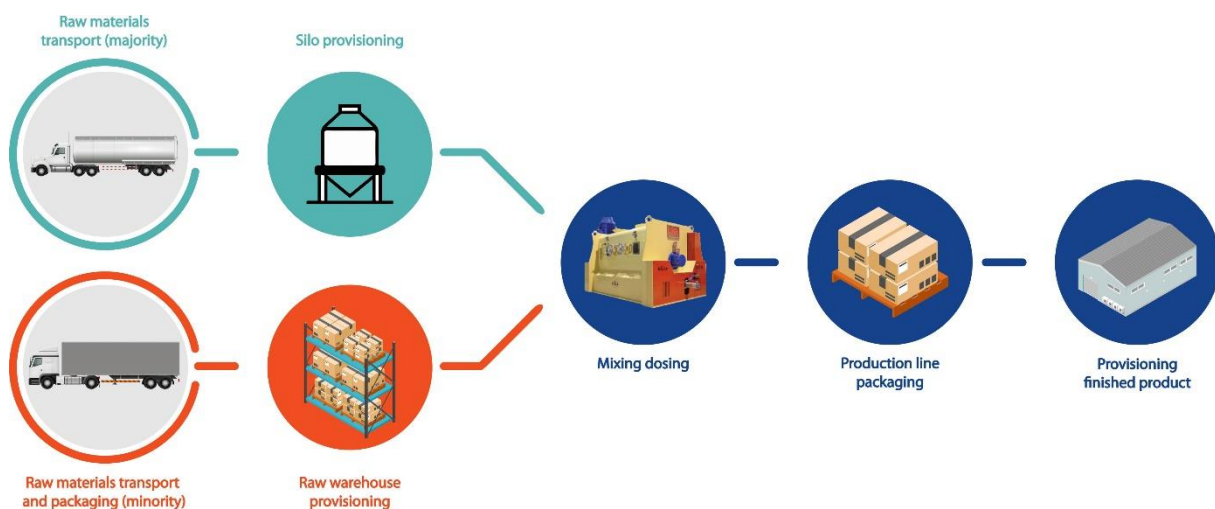 Raw materials
transport (majority)
Silo provisioning
Raw materials transport
and packaging (minority)
Raw warehouse
provisioning
Mixing dosing
Production line
packaging
Provisioning
finished product